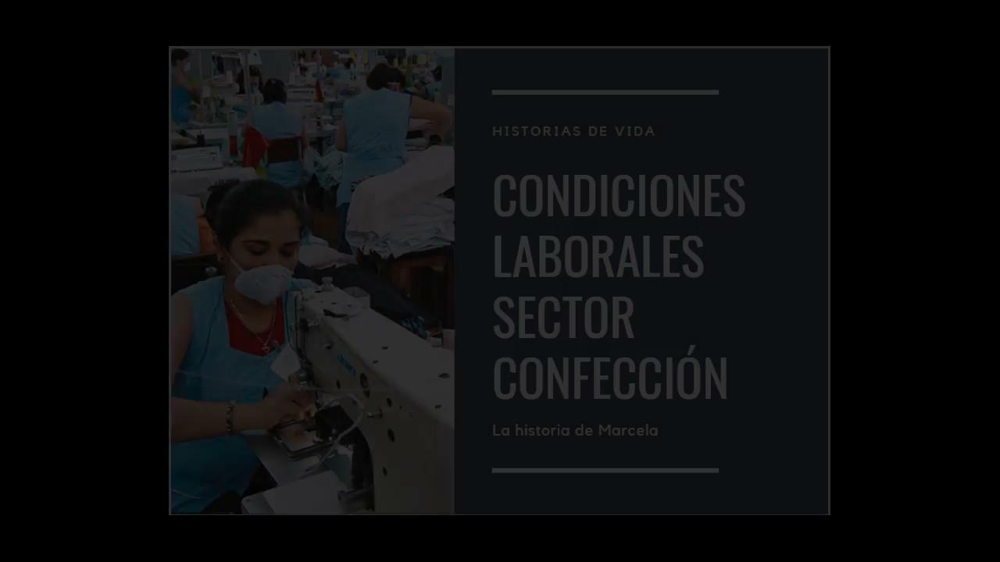 HISTORIAS DE VIDA
CONDICIONES
LABORALES
SECTOR
CONFECCIÓN
La historia de Marcela